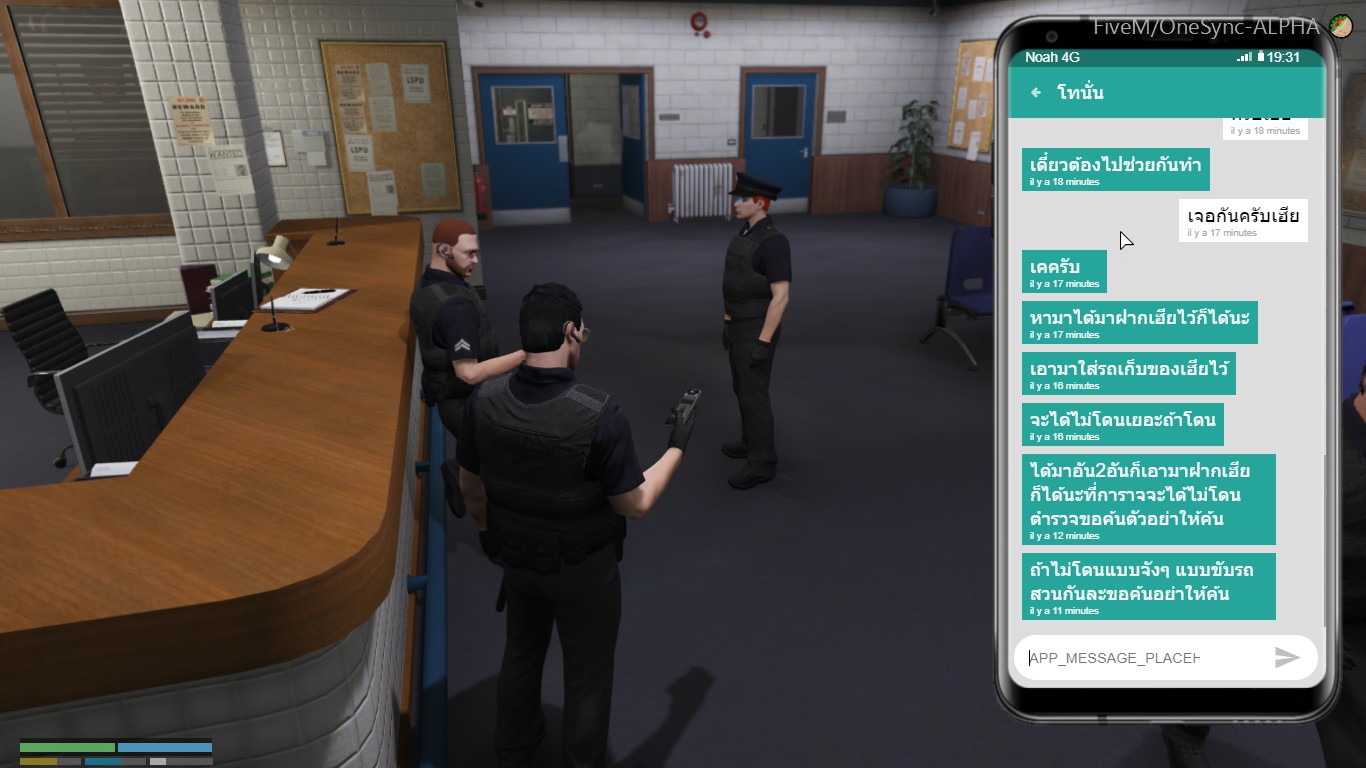 FiveM/OneSync-ALPHA
Noah 4G
19:31
โทนั่น
il y a 18 minutes
เดี๋ยวต้องไปช่วยกันทำ
il y a 18 minutes
เจอกันครับเฮีย
il y a 17 minutes
เคครับ
il y a 17 minutes
หามาได้มาฝากเฮียไว้ก็ได้นะ
il y a 17 minutes
เอามาใส่รถเก็บของเฮียไว้
il y a 16 minutes
จะได้ไม่โดนเยอะถ้าโดน
il y a 16 minutes
ได้มาอัน2อันก็เอามาฝากเฮีย
ก็ได้นะที่การาจจะได้ไม่โดน
ตำรวจขอค้นตัวอย่าให้ค้น
il y a 12 minutes
ถ้าไม่โดนแบบจังๆ แบบขับรถ
สวนกันละขอค้นอย่าให้ค้น
il y a 11 minutes
APP_MESSAGE_PLACEH
REWARD
WANTED
LSPD
LSPD